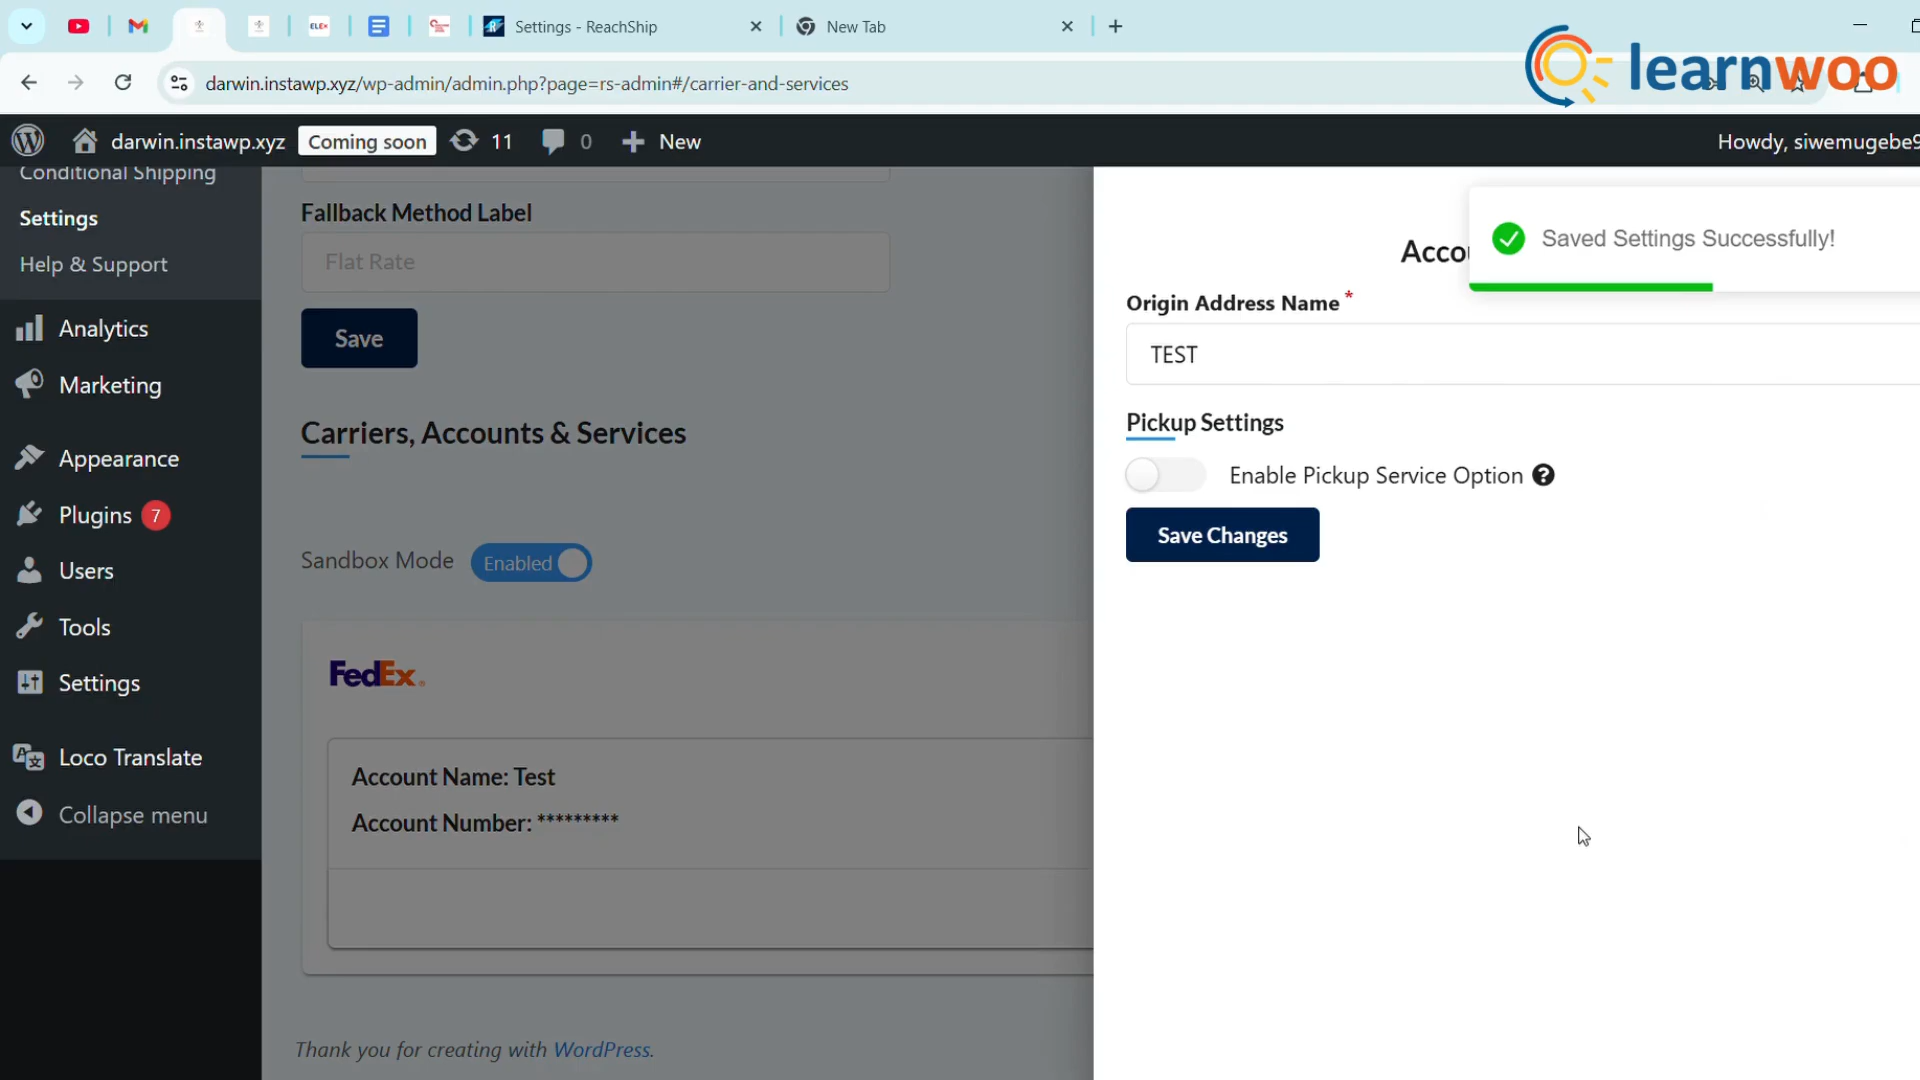 ELEX
Settings - ReachShip
New Tab
darwin.instawp.xyz/wp-admin/admin.php?page=rs-admin#/carrier-and-services
learnwoo
darwin.instawp.xyz
Coming soon
11
0
New
Howdy, siwemugebe9
Conditional Shipping
Settings
Help & Support
Analytics
Marketing
Appearance
Plugins 7
Users
Tools
Settings
Loco Translate
Collapse menu
Fallback Method Label
Flat Rate
Save
Carriers, Accounts & Services
Sandbox Mode
Enabled
FedEx
Account Name: Test
Account Number: *********
Thank you for creating with WordPress.
Saved Settings Successfully!
Origin Address Name *
TEST
Pickup Settings
Enable Pickup Service Option
Save Changes